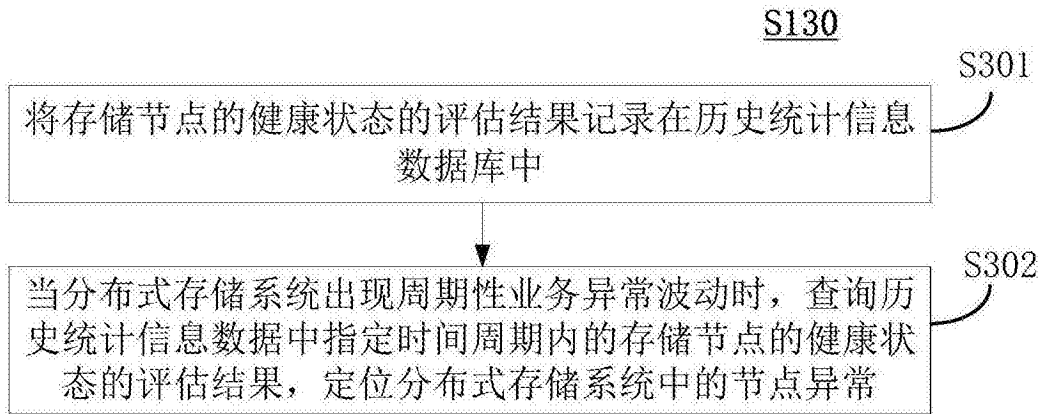 S130
S301
将存储节点的健康状态的评估结果记录在历史统计信息
数据库中
S302
当分布式存储系统出现周期性业务异常波动时，查询历
史统计信息数据中指定时间周期内的存储节点的健康状
态的评估结果，定位分布式存储系统中的节点异常